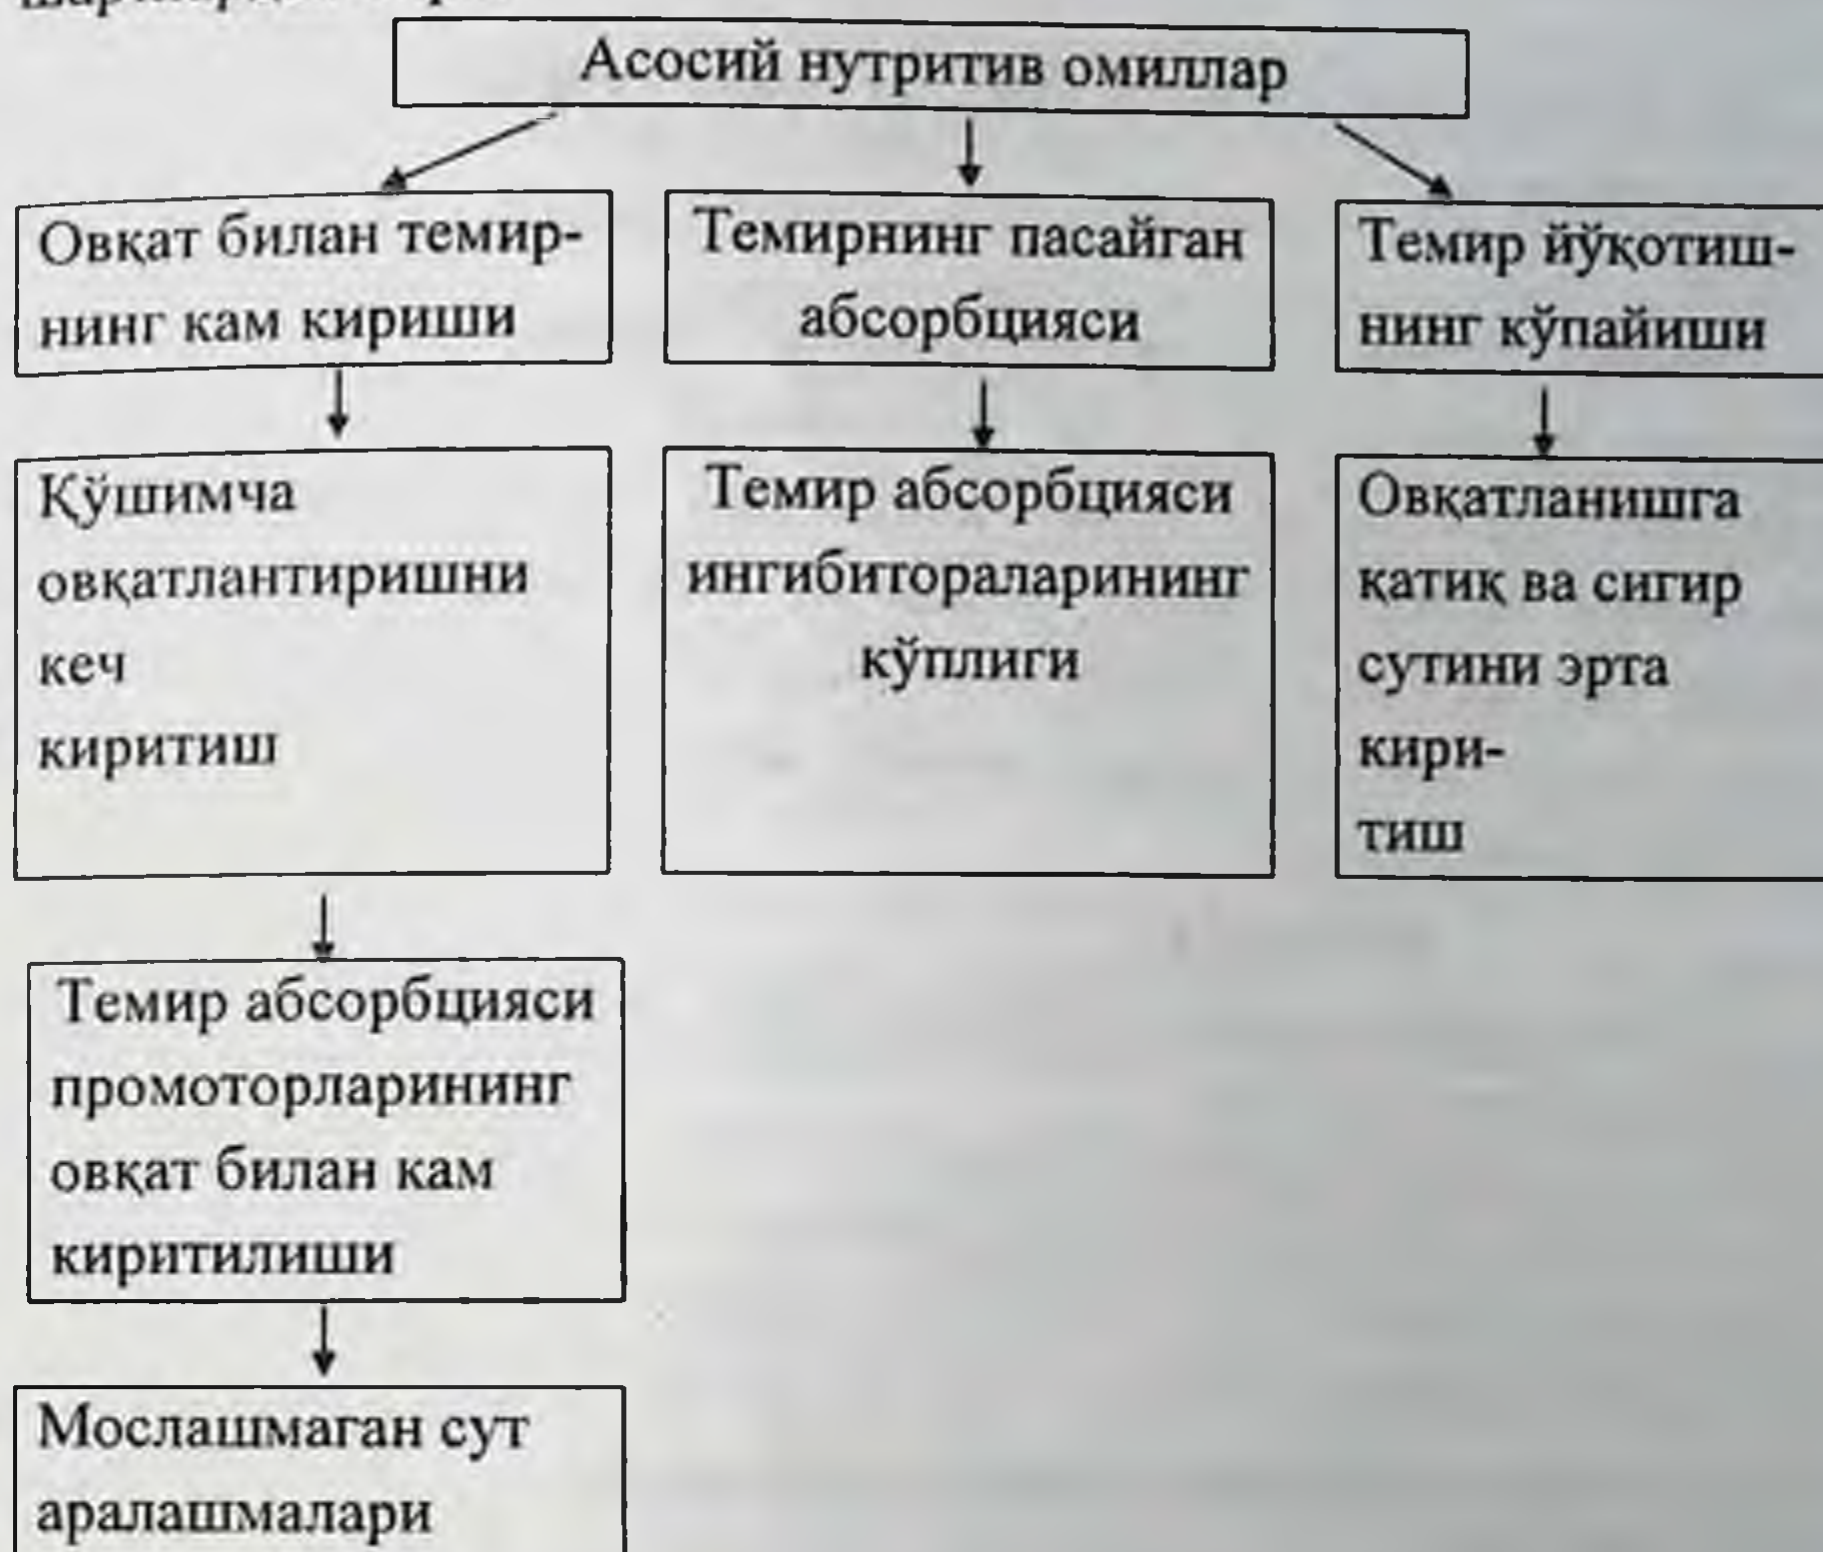 Асосий нутритив омиллар
Овқат билан темир-
нинг кам кириши
Темирнинг пасайган
абсорбцияси
Темир йўқотиш-
нинг кўпайиши
Қўшимча
овқатлантиришни
кеч
киритиш
Темир абсорбцияси
ингибитораларининг
кўплиги
Овқатланишга
қатиқ ва сигир
сутини эрта
кири-
тиш
Темир абсорбцияси
промоторларининг
овқат билан кам
киритилиши
Мослашмаган сут
аралашмалари